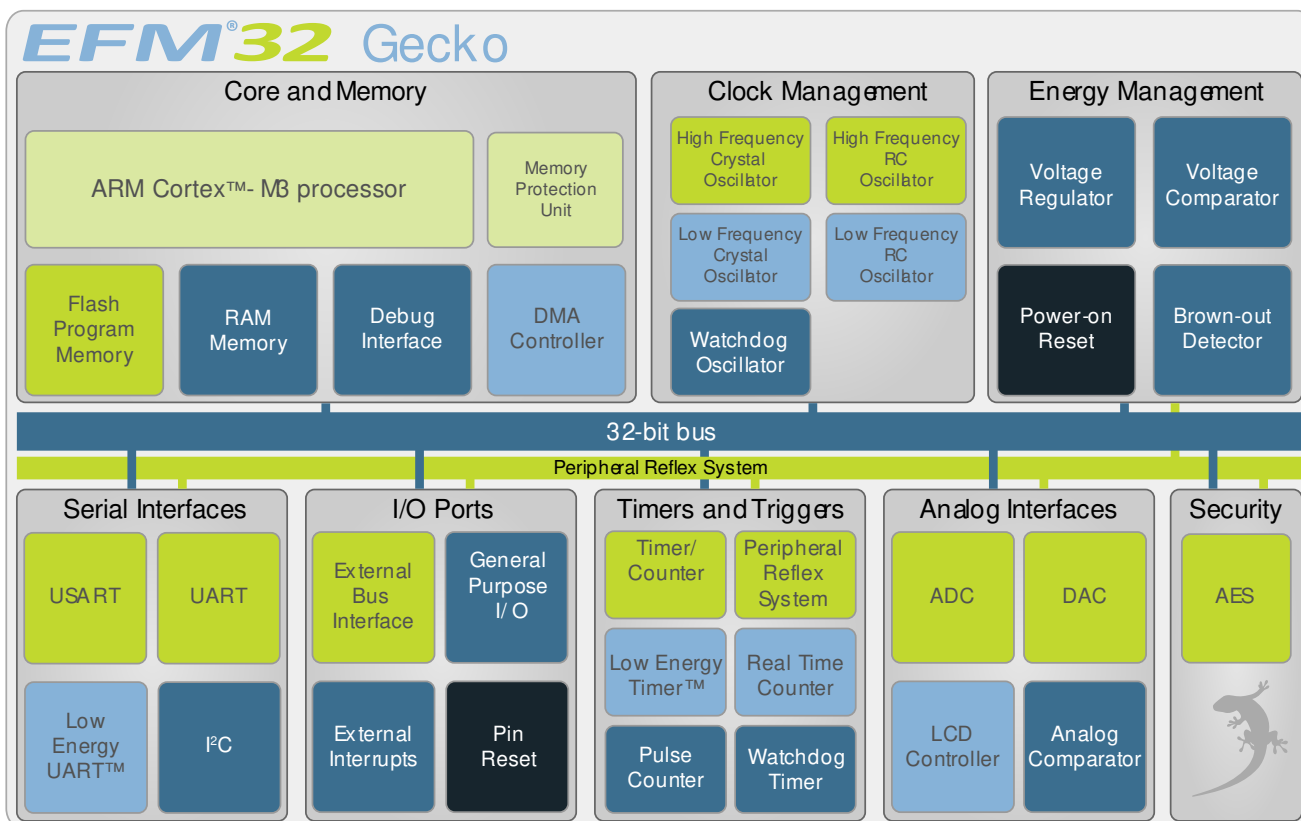 EFM®32 Gecko
Core and Memory
ARM Cortex™- M3 processor
Memory
Protection
Unit
Flash
Program
Memory
RAM
Memory
Debug
Interface
DMA
Controller
Clock Management
High Frequency
Crystal
Oscillator
High Frequency
RC
Oscillator
Low Frequency
Crystal
Oscillator
Low Frequency
RC
Oscillator
Watchdog
Oscillator
Energy Management
Voltage
Regulator
Voltage
Comparator
Power-on
Reset
Brown-out
Detector
32-bit bus
Peripheral Reflex System
Serial Interfaces
USART
UART
Low
Energy
UART™
I²C
I/O Ports
External
Bus
Interface
General
Purpose
I/ O
External
Interrupts
Pin
Reset
Timers and Triggers
Timer/
Counter
Peripheral
Reflex
System
Low Energy
Timer™
Real Time
Counter
Pulse
Counter
Watchdog
Timer
Analog Interfaces
ADC
DAC
LCD
Controller
Analog
Comparator
Security
AES